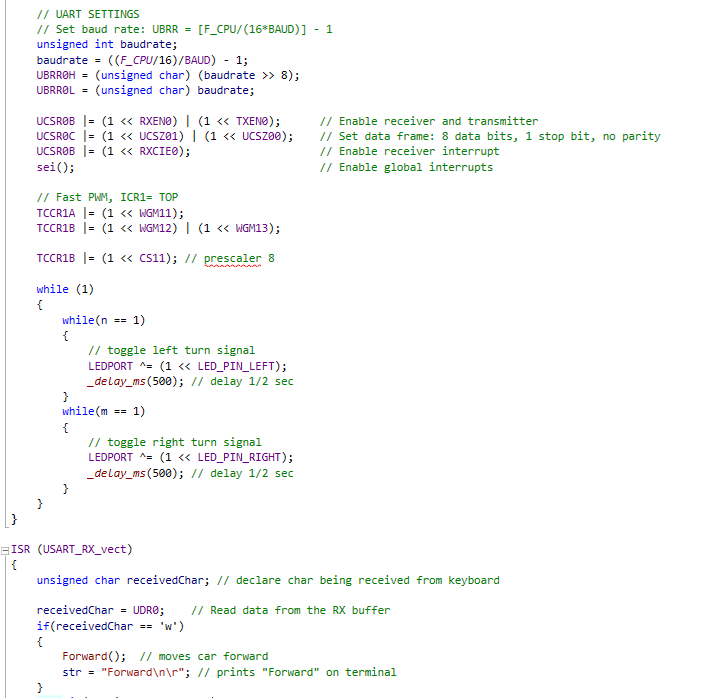 // UART SETTINGS
// Set baud rate: UBRR = [F_CPU/(16*BAUD)] - 1
unsigned int baudrate;
baudrate = ((F_CPU/16)/BAUD) - 1;
UBRR0H = (unsigned char) (baudrate >> 8);
UBRR0L = (unsigned char) baudrate;
UCSR0B |= (1 << RXEN0) | (1 << TXEN0); // Enable receiver and transmitter
UCSR0C |= (1 << UCSZ01) | (1 << UCSZ00); // Set data frame: 8 data bits, 1 stop bit, no parity
UCSR0B |= (1 << RXCIE0); // Enable receiver interrupt
sei(); // Enable global interrupts
// Fast PWM, ICR1= TOP
TCCR1A |= (1 << WGM11);
TCCR1B |= (1 << WGM12) | (1 << WGM13);
TCCR1B |= (1 << CS11); // prescaler 8
while (1)
{
while(n == 1)
{
// toggle left turn signal
LEDPORT ^= (1 << LED_PIN_LEFT);
_delay_ms(500); // delay 1/2 sec
}
while(m == 1)
{
// toggle right turn signal
LEDPORT ^= (1 << LED_PIN_RIGHT);
_delay_ms(500); // delay 1/2 sec
}
}
}
ISR (USART_RX_vect)
{
unsigned char receivedChar; // declare char being received from keyboard
receivedChar = UDR0; // Read data from the RX buffer
if(receivedChar == 'w')
{
Forward(); // moves car forward
str = "Forward\n\r"; // prints "Forward" on terminal
}